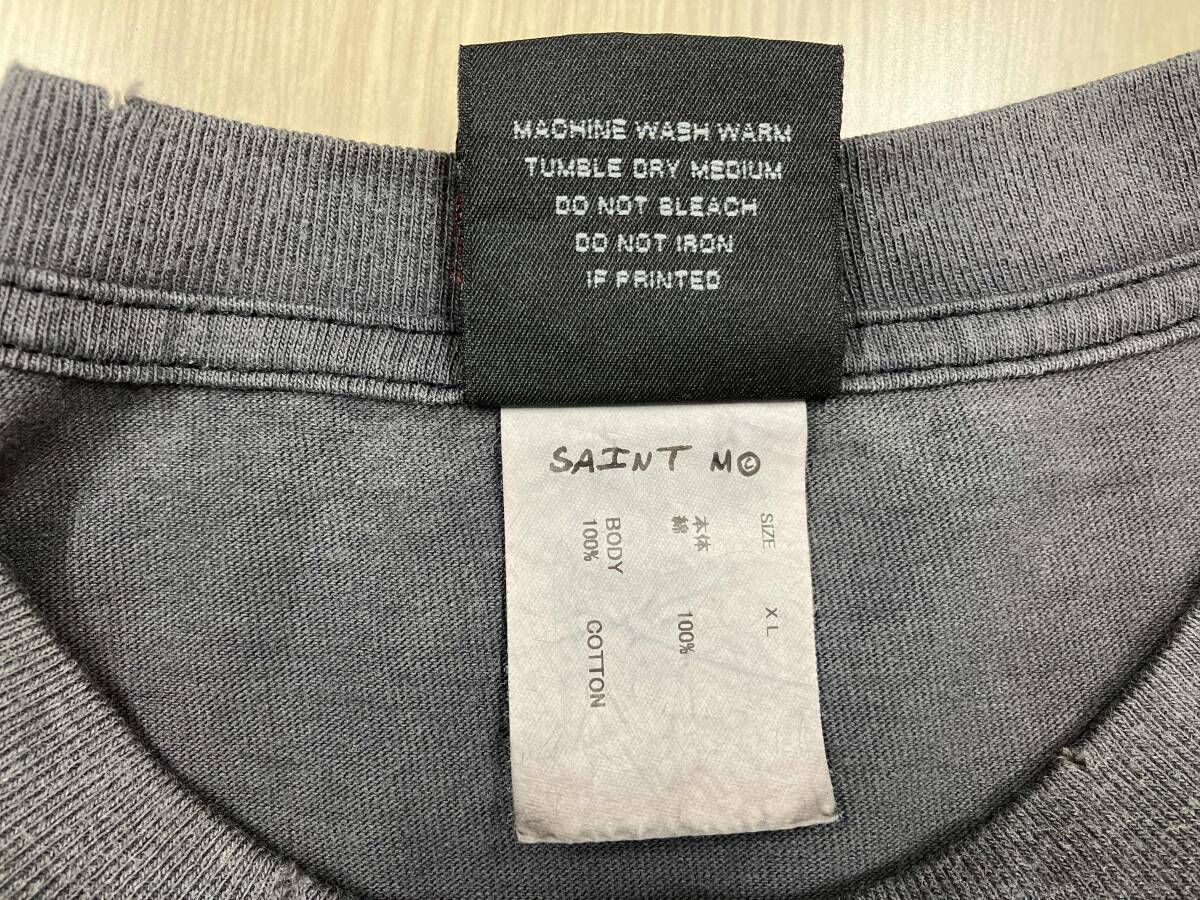 MACHINE WASH WARM
TUMBLE DRY MEDIUM
DO NOT BLEACH
DO NOT IRON
IF PRINTED
SAINT M©
SIZE XL
本体
綿 100%
BODY
100% COTTON